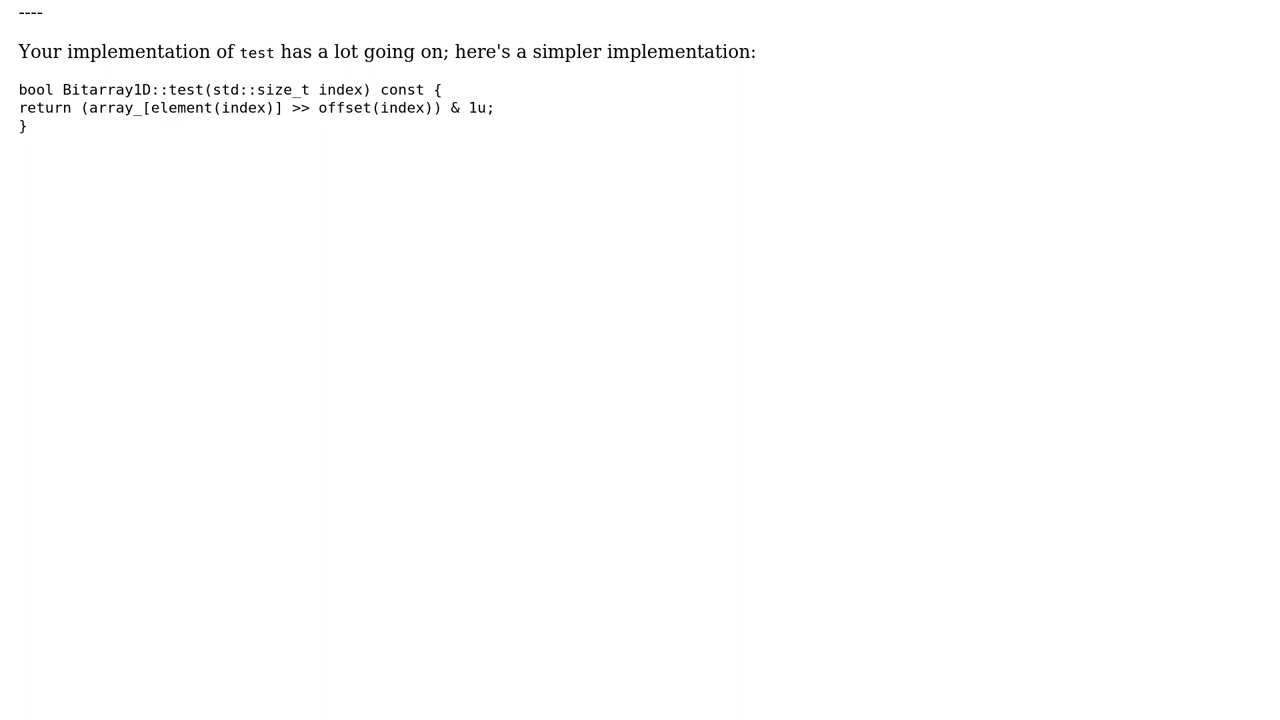 ----
Your implementation of test has a lot going on; here's a simpler implementation:
bool Bitarray1D::test(std::size_t index) const {
return (array_[element(index)] >> offset(index)) & 1u;
}